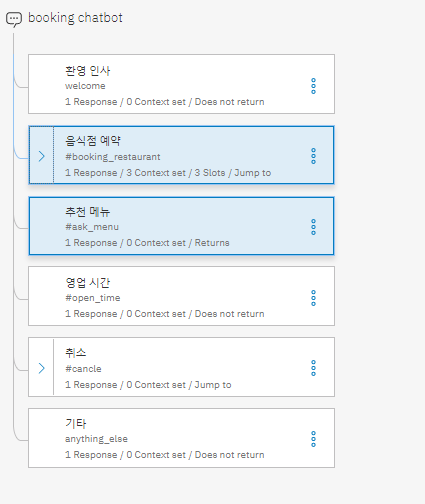 booking chatbot
환영 인사
welcome
1 Response / 0 Context set / Does not return
음식점 예약
#booking_restaurant
1 Response / 3 Context set / 3 Slots / Jump to
추천 메뉴
#ask_menu
1 Response / 0 Context set / Returns
영업 시간
#open_time
1 Response / 0 Context set / Does not return
취소
#cancle
1 Response / 0 Context set / Jump to
기타
anything_else
1 Response / 0 Context set / Does not return